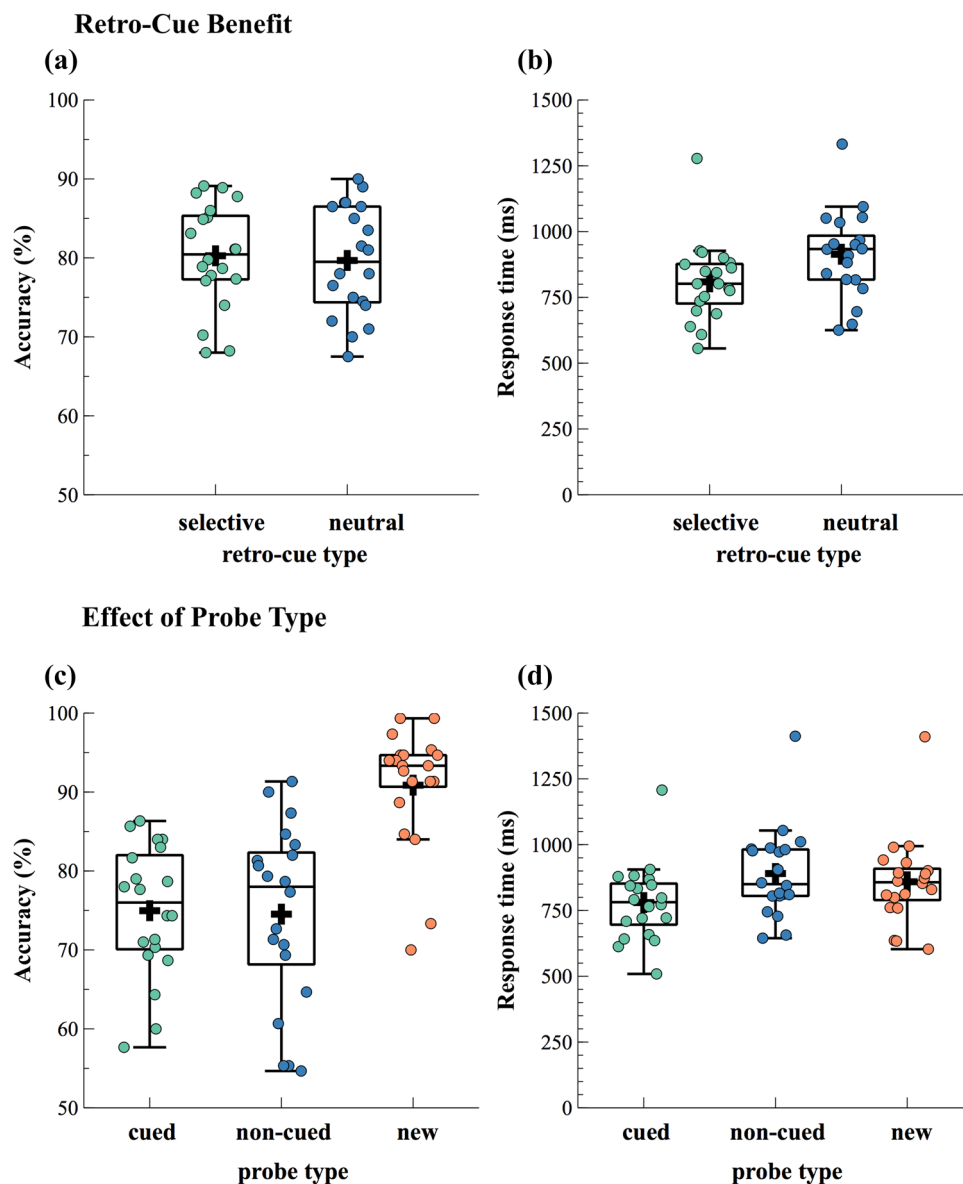 Retro-Cue Benefit
(a)
Accuracy (%)
100
90
80
70
60
50
selective neutral
retro-cue type
(b)
Response time (ms)
1500
1250
1000
750
500
250
0
selective neutral
retro-cue type
Effect of Probe Type
(c)
Accuracy (%)
100
90
80
70
60
50
cued non-cued new
probe type
(d)
Response time (ms)
1500
1250
1000
750
500
250
0
cued non-cued new
probe type